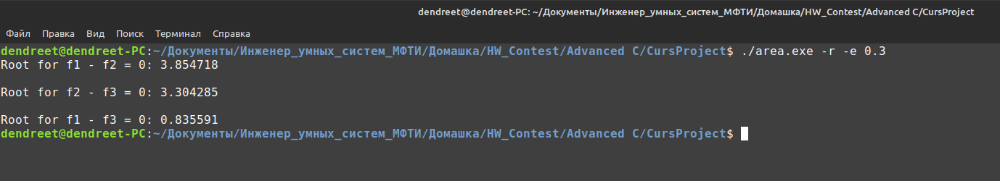 dendreet@dendreet-PC: ~/Документы/Инженер_умных_систем_МФТИ/Домашка/HW_Contest/Advanced C/CursProject
Файл Правка Вид Поиск Терминал Справка
dendreet@dendreet-PC:~/Документы/Инженер_умных_систем_МФТИ/Домашка/HW_Contest/Advanced C/CursProject$ ./area.exe -r -e 0.3
Root for f1 - f2 = 0: 3.854718
Root for f2 - f3 = 0: 3.304285
Root for f1 - f3 = 0: 0.835591
dendreet@dendreet-PC:~/Документы/Инженер_умных_систем_МФТИ/Домашка/HW_Contest/Advanced C/CursProject$